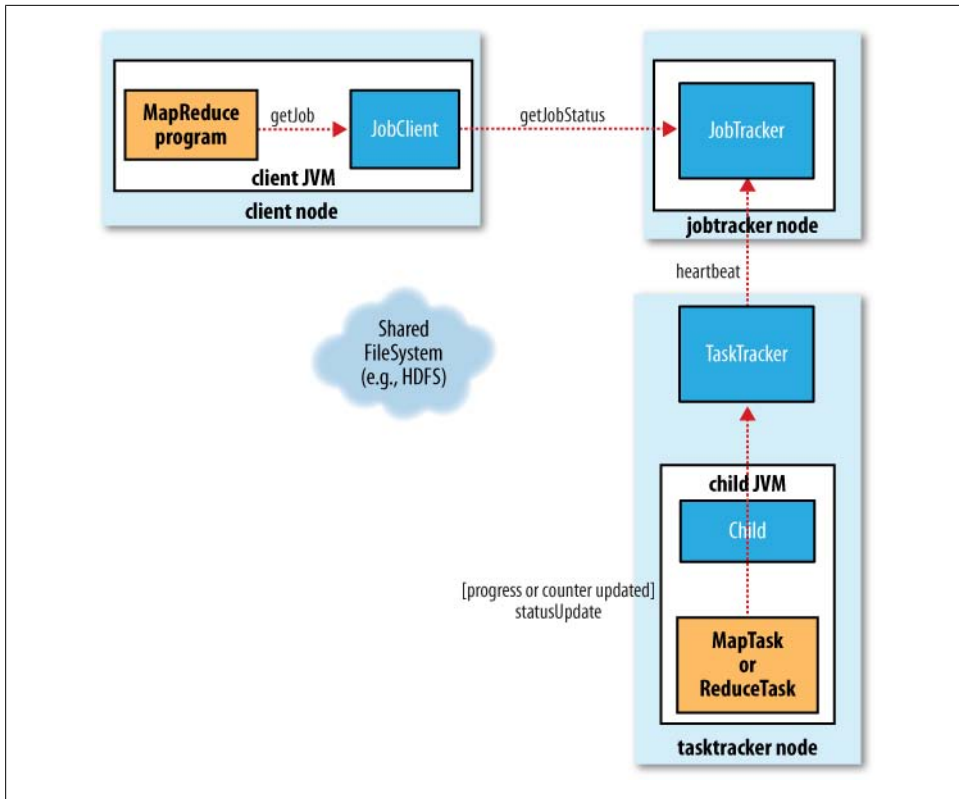 MapReduce
program
getJob
JobClient
client JVM
client node
getJobStatus
JobTracker
jobtracker node
heartbeat
Shared
FileSystem
(e.g., HDFS)
TaskTracker
child JVM
Child
[progress or counter updated]
statusUpdate
MapTask
or
ReduceTask
tasktracker node